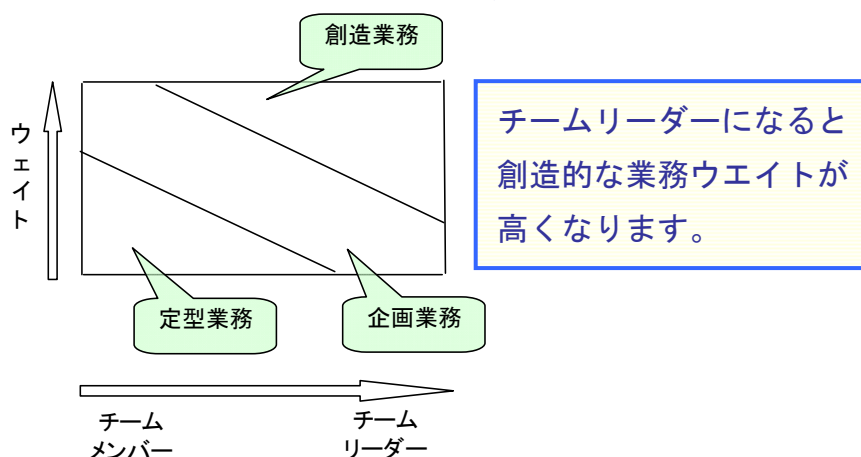 創造業務
ウェイト
チームリーダーになると
創造的な業務ウエイトが
高くなります。
定型業務
企画業務
チーム
メンバー
チーム
リーダー